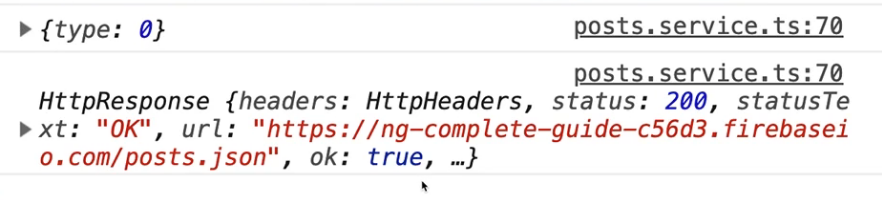 {type: 0} posts.service.ts:70
posts.service.ts:70
HttpResponse {headers: HttpHeaders, status: 200, statusTe
xt: "OK", url: "https://ng-complete-guide-c56d3.firebasei
o.com/posts.json", ok: true, …}